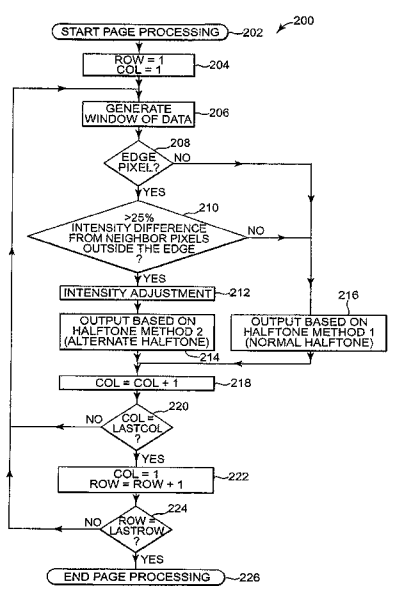 200
START PAGE PROCESSING
202
ROW = 1
COL = 1
204
GENERATE
WINDOW OF DATA
206
208
EDGE
PIXEL?
NO
YES
210
>25%
INTENSITY DIFFERENCE
FROM NEIGHBOR PIXELS
OUTSIDE THE EDGE
?
NO
YES
INTENSITY ADJUSTMENT
212
216
OUTPUT BASED ON
HALFTONE METHOD 2
(ALTERNATE HALFTONE)
214
OUTPUT BASED ON
HALFTONE METHOD 1
(NORMAL HALFTONE)
COL = COL + 1
218
220
NO
COL =
LASTCOL
?
YES
COL = 1
ROW = ROW + 1
222
224
NO
ROW =
LASTROW
?
YES
END PAGE PROCESSING
226